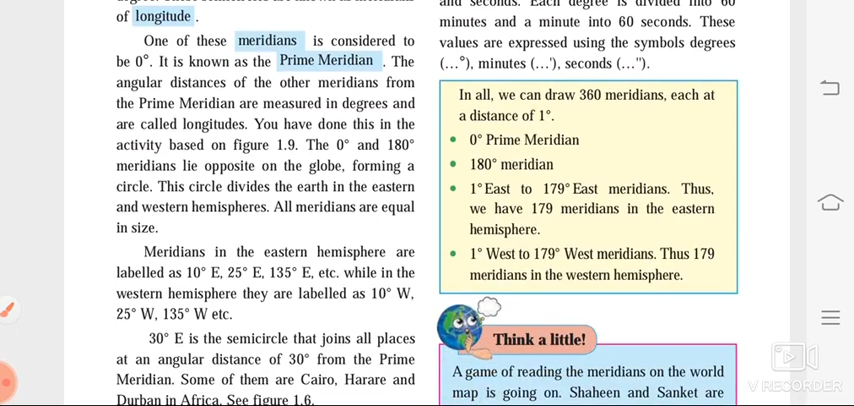 of longitude .
One of these meridians is considered to
be 0°. It is known as the Prime Meridian . The
angular distances of the other meridians from
the Prime Meridian are measured in degrees and
are called longitudes. You have done this in the
activity based on figure 1.9. The 0° and 180°
meridians lie opposite on the globe, forming a
circle. This circle divides the earth in the eastern
and western hemispheres. All meridians are equal
in size.
Meridians in the eastern hemisphere are
labelled as 10° E, 25° E, 135° E, etc. while in the
western hemisphere they are labelled as 10° W,
25° W, 135° W etc.
30° E is the semicircle that joins all places
at an angular distance of 30° from the Prime
Meridian. Some of them are Cairo, Harare and
Durban in Africa. See figure 1.6.
and seconds. Each degree is divided into 60
minutes and a minute into 60 seconds. These
values are expressed using the symbols degrees
(...°), minutes (...'), seconds (...").
In all, we can draw 360 meridians, each at
a distance of 1°.
• 0° Prime Meridian
• 180° meridian
• 1° East to 179° East meridians. Thus,
we have 179 meridians in the eastern
hemisphere.
• 1° West to 179° West meridians. Thus 179
meridians in the western hemisphere.
Think a little!
A game of reading the meridians on the world
map is going on. Shaheen and Sanket are
V RECORDER